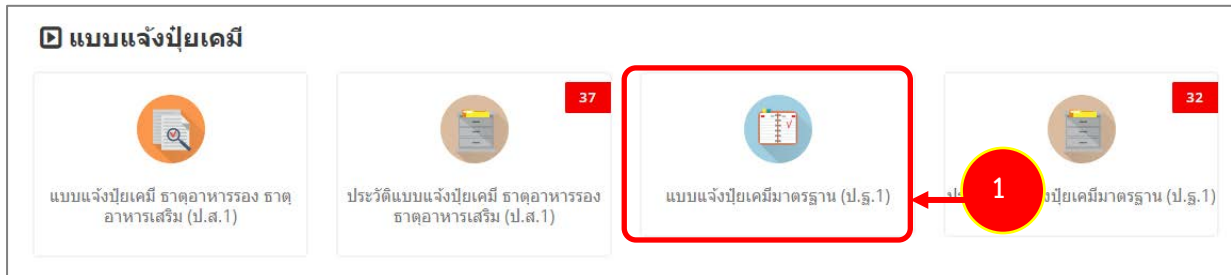 แบบแจ้งปุ๋ยเคมี
37
32
แบบแจ้งปุ๋ยเคมี ธาตุอาหารรอง ธาตุ
อาหารเสริม (ป.ส.1)
ประวัติแบบแจ้งปุ๋ยเคมี ธาตุอาหารรอง
ธาตุอาหารเสริม (ป.ส.1)
แบบแจ้งปุ๋ยเคมีมาตรฐาน (ป.ฐ.1)
1
ปุ๋ยเคมีมาตรฐาน (ป.ฐ.1)